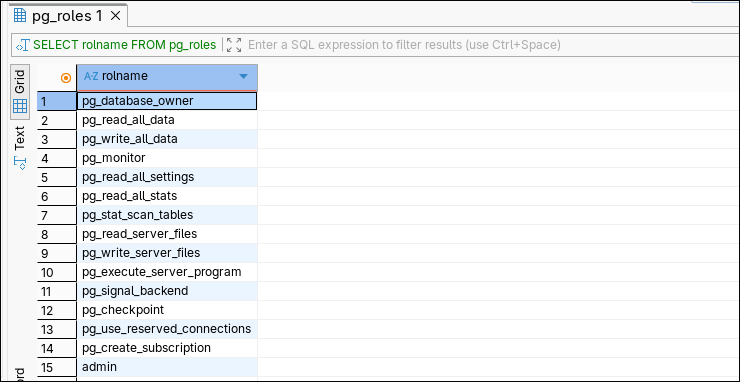 pg_roles 1
SELECT rolname FROM pg_roles Enter a SQL expression to filter results (use Ctrl+Space)
Grid
Text
ord
A-Z rolname
1 pg_database_owner
2 pg_read_all_data
3 pg_write_all_data
4 pg_monitor
5 pg_read_all_settings
6 pg_read_all_stats
7 pg_stat_scan_tables
8 pg_read_server_files
9 pg_write_server_files
10 pg_execute_server_program
11 pg_signal_backend
12 pg_checkpoint
13 pg_use_reserved_connections
14 pg_create_subscription
15 admin